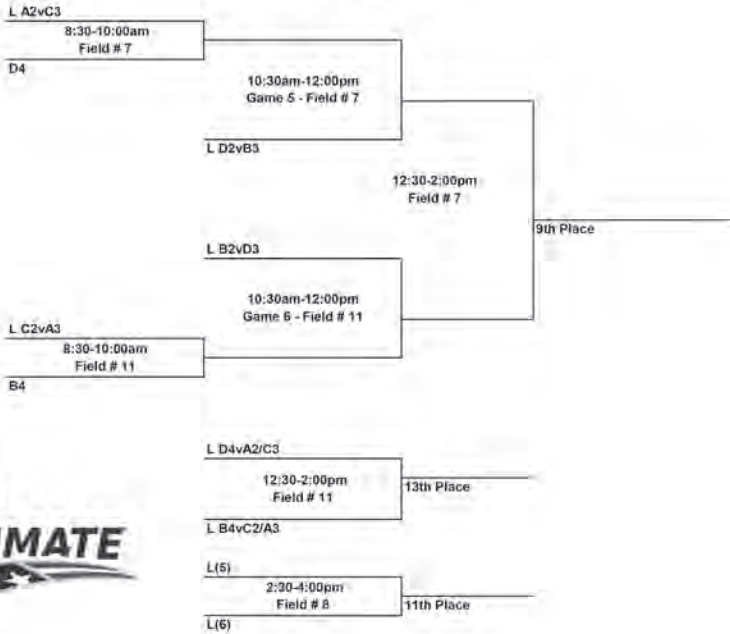 L A2vC3
8:30-10:00am
Field # 7
D4
10:30am-12:00pm
Game 5 - Field # 7
L D2vB3
12:30-2:00pm
Field # 7
9th Place
L B2vD3
10:30am-12:00pm
Game 6 - Field # 11
L C2vA3
8:30-10:00am
Field # 11
B4
L D4vA2/C3
12:30-2:00pm
Field # 11
13th Place
L B4vC2/A3
L(5)
2:30-4:00pm
Field # 8
11th Place
L(6)
IMATE